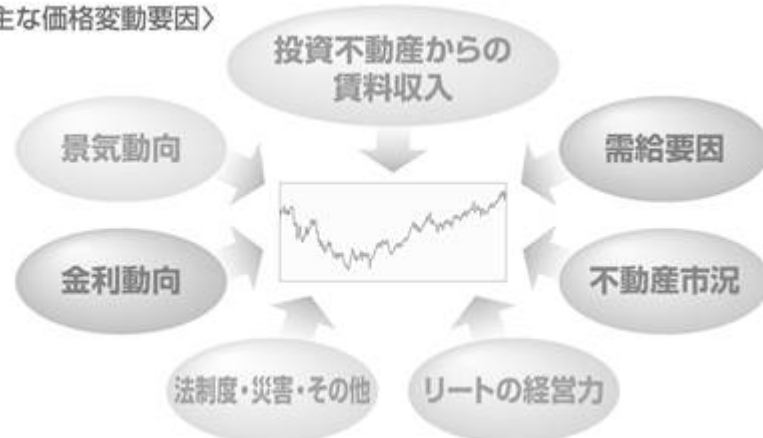 主な価格変動要因〉
投資不動産からの
賃料収入
景気動向
需給要因
金利動向
不動産市況
法制度・災害・その他
リートの経営力